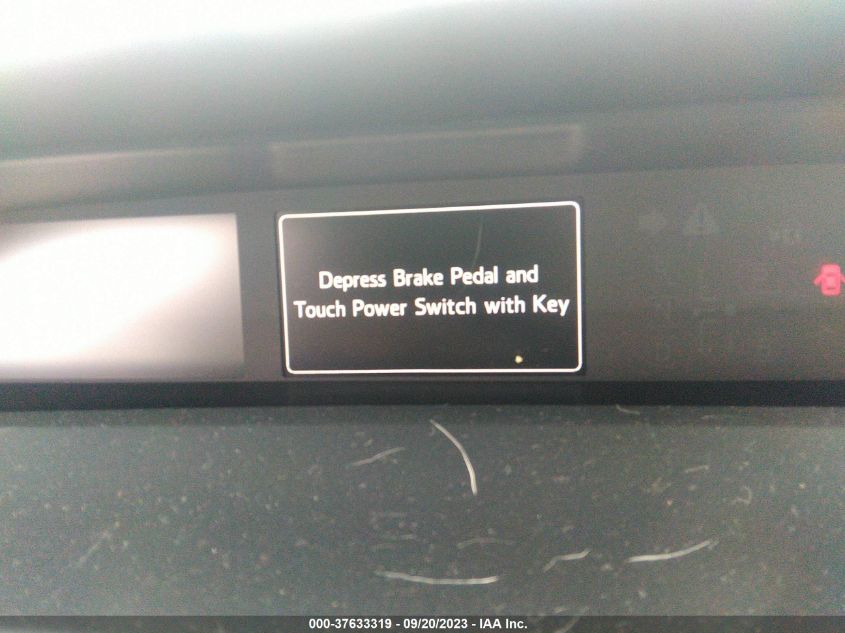 Depress Brake Pedal and
Touch Power Switch with Key
000-37633319 - 09/20/2023 - IAA Inc.